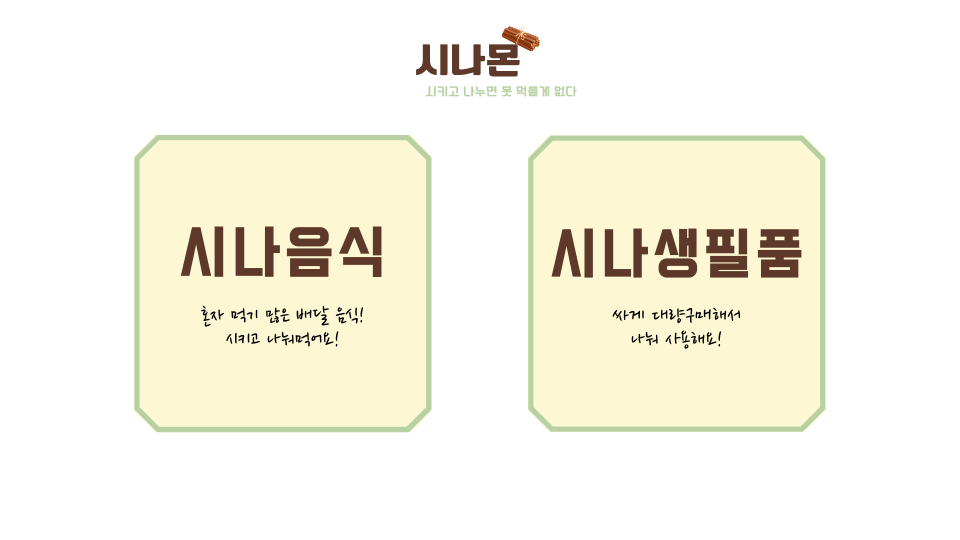 시나몬
시키고 나누면 못 먹을게 없다
시나음식
혼자 먹기 많은 배달 음식!
시키고 나눠먹어요!
시나생필품
싸게 대량구매해서
나눠 사용해요!